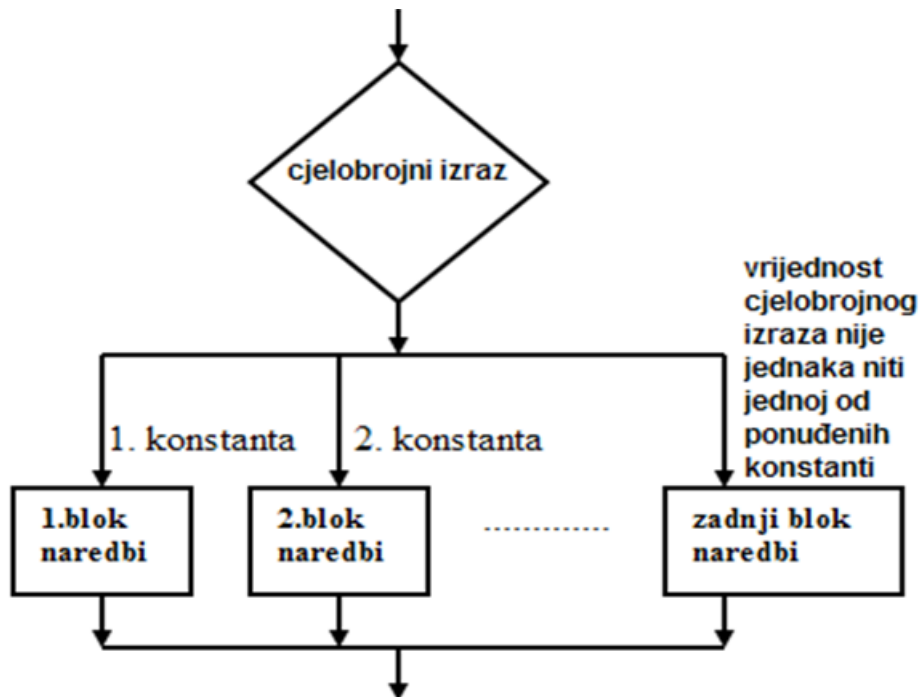 cjelobrojni izraz
vrijednost
cjelobrojnog
izraza nije
jednaka niti
jednoj od
ponuđenih
konstanti
1. konstanta
2. konstanta
1.blok
naredbi
2.blok
naredbi
zadnji blok
naredbi